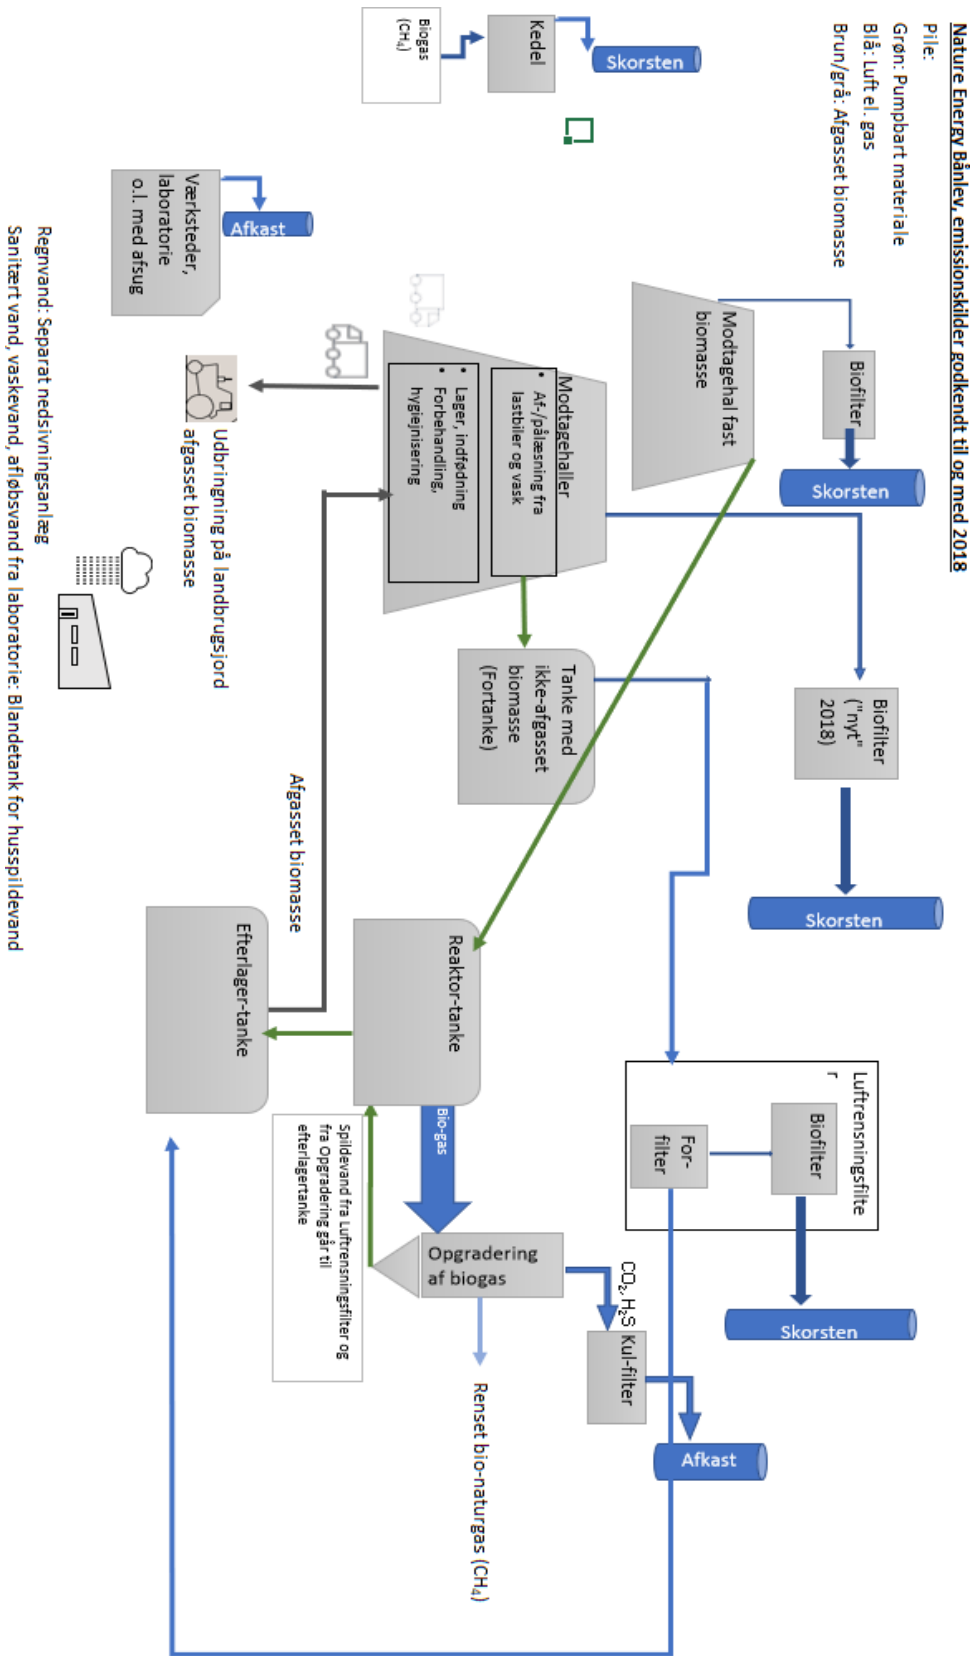 Nature Energy Bånlev, emissionskilder godkendt til og med 2018
Pile:
Grøn: Pumpbart materiale
Blå: Luft el. gas
Brun/grå: Afgasset biomasse
Biofilter
Skorsten
Biofilter
("nyt"
2018)
Skorsten
Luftrensningsfilte
r
Biofilter
For-
filter
Skorsten
Skorsten
Kedel
Biogas
(CH₄)
Modtagehal fast
biomasse
Modtagehaller
• Af-/pålæsning fra
lastbiler og vask
• Lager, indfødning
• Forbehandling,
hygiejnisering
Tanke med
ikke-afgasset
biomasse
(Fortanke)
Reaktor-tanke
Bio-gas
Opgradering
af biogas
CO₂, H₂S
Kul-filter
Afkast
Renset bio-naturgas (CH₄)
Spildevand fra Luftrensningsfilter og
fra Opgradering går til
efterlagertanke
Afgasset biomasse
Efterlager-tanke
Afkast
Værksteder,
laboratorie
o.l. med afsug
Udbringning på landbrugsjord
afgasset biomasse
Regnvand: Separat nedsivningsanlæg
Sanitært vand, vaskevand, afløbsvand fra laboratorie: Blandetank for husspildevand